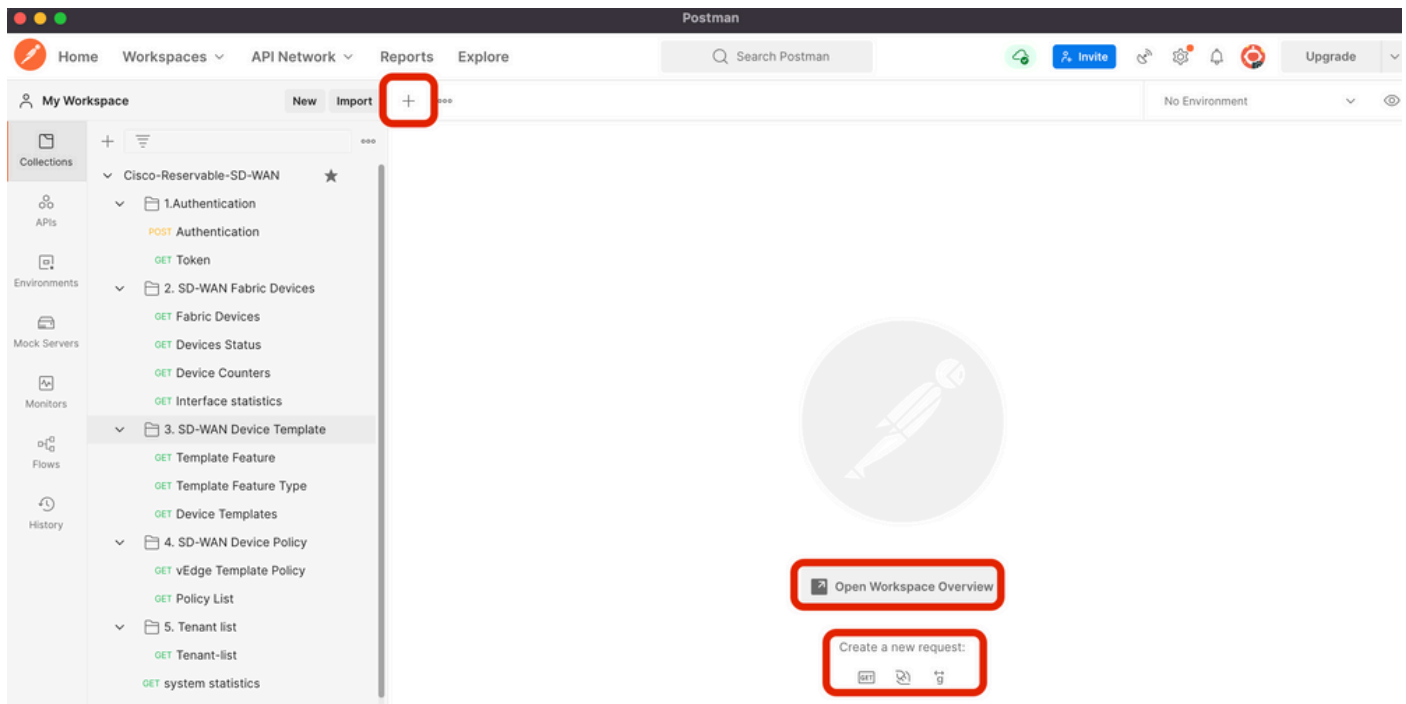 Postman
Home Workspaces API Network Reports Explore Search Postman Invite Upgrade
My Workspace New Import No Environment
Collections
APIs
Environments
Mock Servers
Monitors
Flows
History
Cisco-Reservable-SD-WAN
1.Authentication
POST Authentication
GET Token
2. SD-WAN Fabric Devices
GET Fabric Devices
GET Devices Status
GET Device Counters
GET Interface statistics
3. SD-WAN Device Template
GET Template Feature
GET Template Feature Type
GET Device Templates
4. SD-WAN Device Policy
GET vEdge Template Policy
GET Policy List
5. Tenant list
GET Tenant-list
GET system statistics
Open Workspace Overview
Create a new request:
GET g